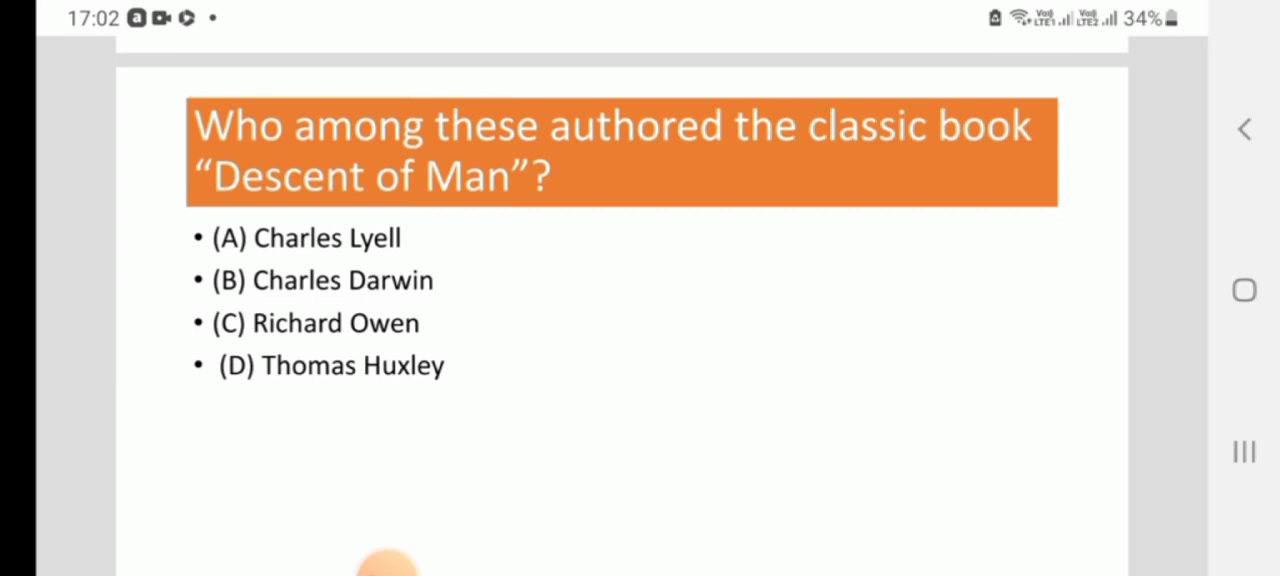 17:02 34%
Who among these authored the classic book
“Descent of Man”?
• (A) Charles Lyell
• (B) Charles Darwin
• (C) Richard Owen
• (D) Thomas Huxley